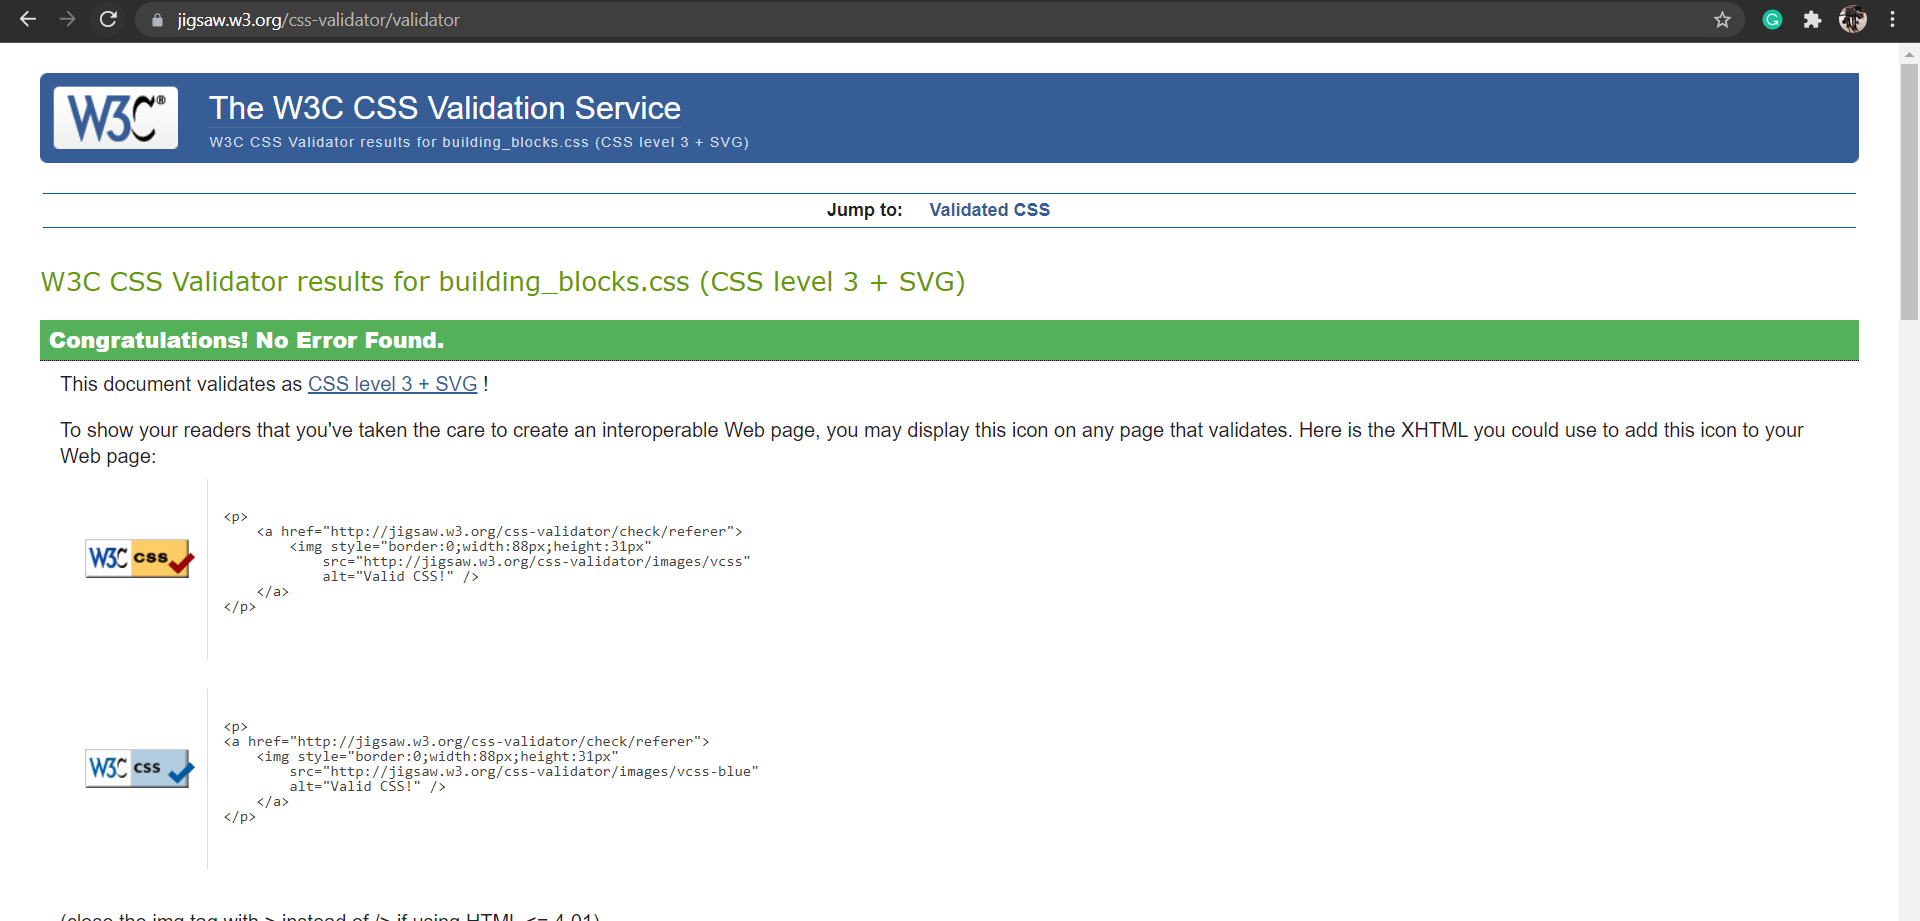 jigsaw.w3.org/css-validator/validator
W3C®
The W3C CSS Validation Service
W3C CSS Validator results for building_blocks.css (CSS level 3 + SVG)
Jump to: Validated CSS
W3C CSS Validator results for building_blocks.css (CSS level 3 + SVG)
Congratulations! No Error Found.
This document validates as CSS level 3 + SVG !
To show your readers that you've taken the care to create an interoperable Web page, you may display this icon on any page that validates. Here is the XHTML you could use to add this icon to your
Web page:
W3C css
<p>
    <a href="http://jigsaw.w3.org/css-validator/check/referer">
        <img style="border:0;width:88px;height:31px"
            src="http://jigsaw.w3.org/css-validator/images/vcss"
            alt="Valid CSS!" />
    </a>
</p>
W3C css
<p>
<a href="http://jigsaw.w3.org/css-validator/check/referer">
    <img style="border:0;width:88px;height:31px"
        src="http://jigsaw.w3.org/css-validator/images/vcss-blue"
        alt="Valid CSS!" />
    </a>
</p>
(close the img tag with > instead of /> if using HTML <= 4.01)